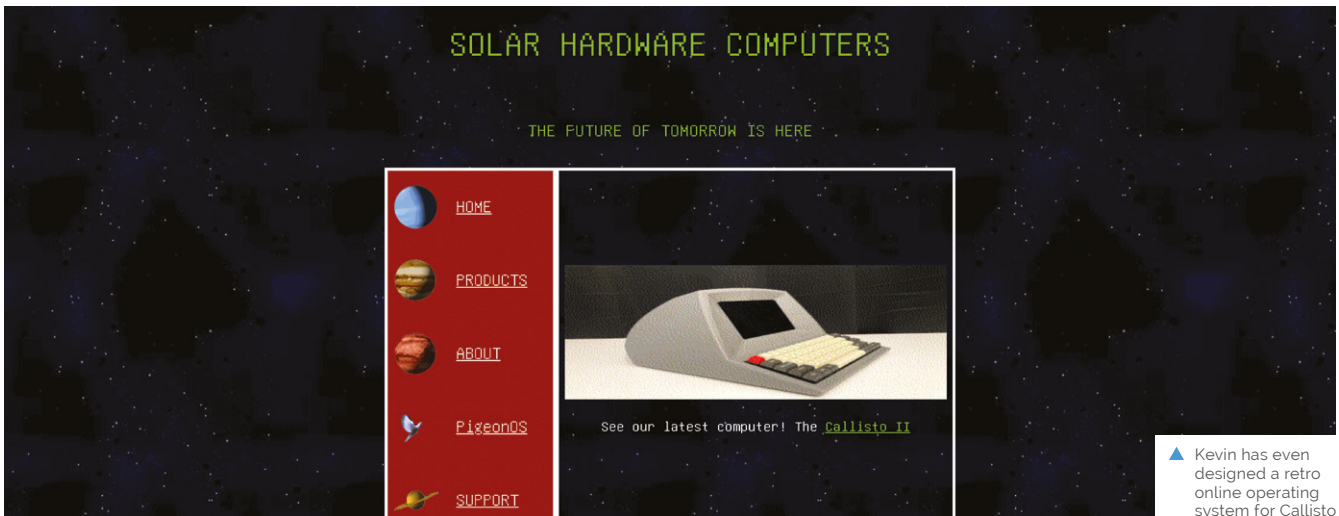 SOLAR HARDWARE COMPUTERS
THE FUTURE OF TOMORROW IS HERE
HOME
PRODUCTS
ABOUT
PigeonOS
SUPPORT
See our latest computer! The Callisto II
Kevin has even
designed a retro
online operating
system for Callisto